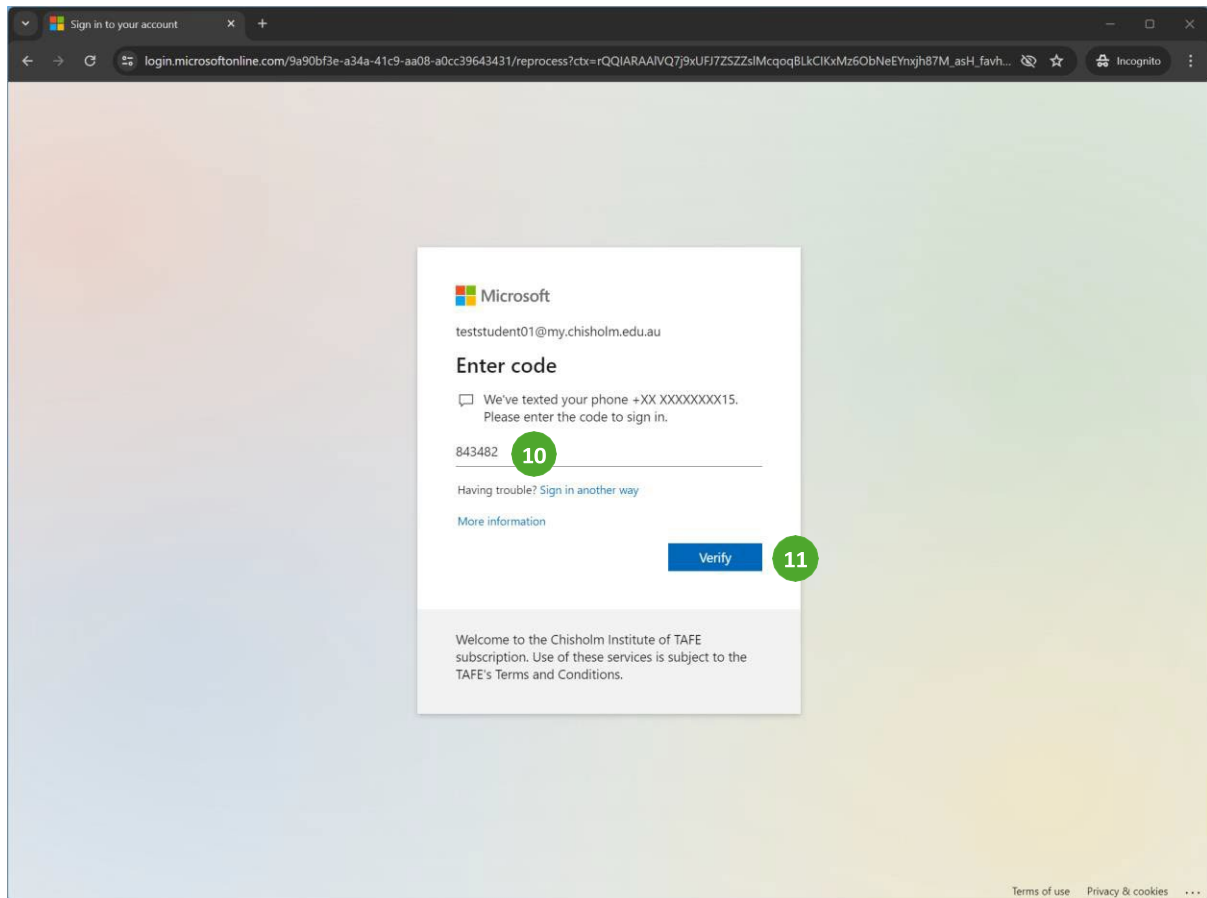 Sign in to your account
login.microsoftonline.com/9a90bf3e-a34a-41c9-aa08-a0cc39643431/reprocess?ctx=rQQIARAAlVQ7j9xUFJ7ZSZZslMcqoqBLkCIKxMz6ObNeEYnxjh87M_asH_favh...
Incognito
Microsoft
teststudent01@my.chisholm.edu.au
Enter code
We've texted your phone +XX XXXXXXXX15.
Please enter the code to sign in.
843482 10
Having trouble? Sign in another way
More information
Verify 11
Welcome to the Chisholm Institute of TAFE
subscription. Use of these services is subject to the
TAFE's Terms and Conditions.
Terms of use Privacy & cookies ...